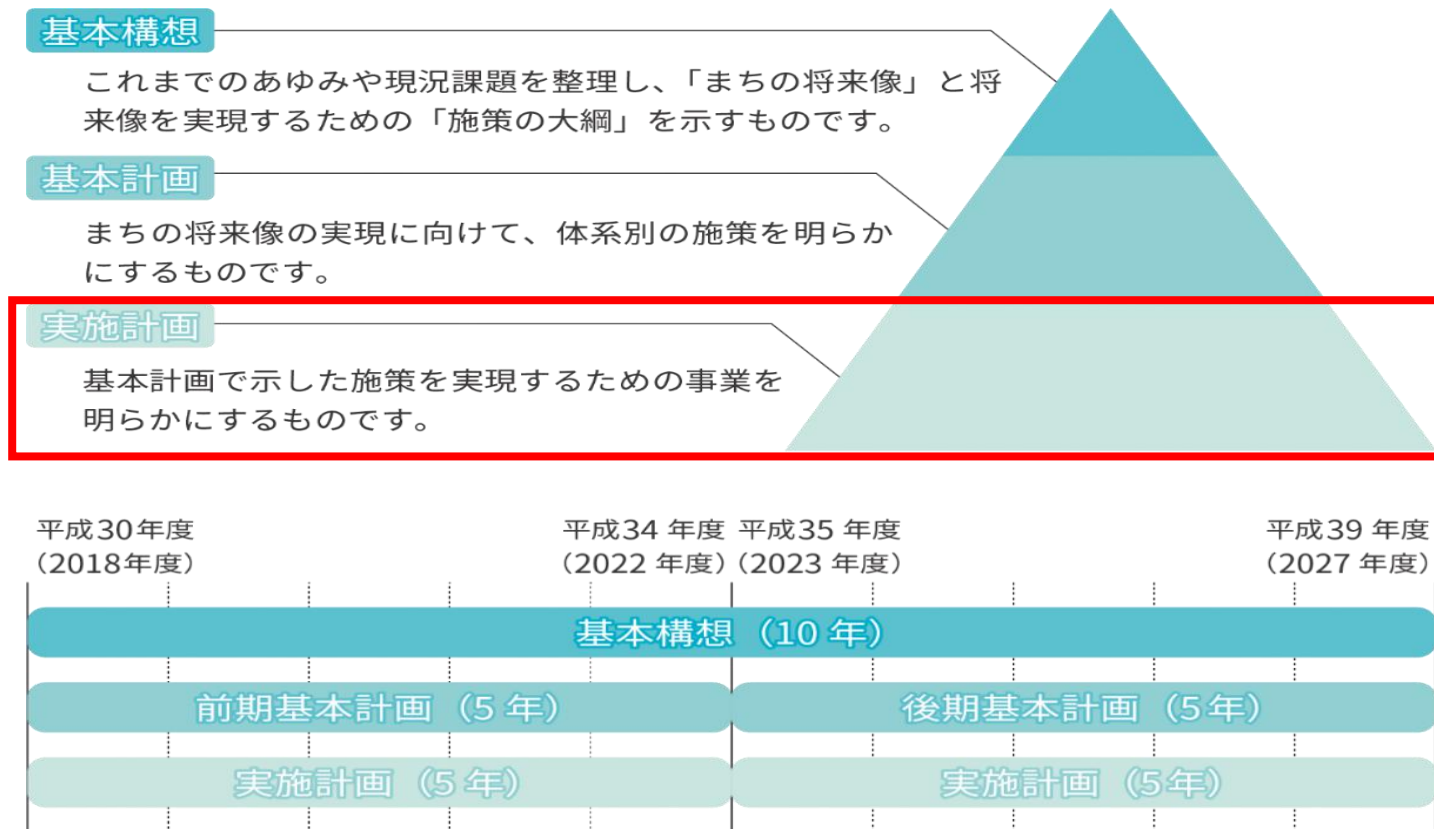 基本構想
これまでのあゆみや現況課題を整理し、「まちの将来像」と将
来像を実現するための「施策の大綱」を示すものです。
基本計画
まちの将来像の実現に向けて、体系別の施策を明らか
にするものです。
実施計画
基本計画で示した施策を実現するための事業を
明らかにするものです。
平成30年度 平成34 年度 平成35 年度 平成39 年度
(2018年度) (2022 年度) (2023 年度) (2027 年度)
基本構想（10 年）
前期基本計画（5 年） 後期基本計画（5年）
実施計画（5 年） 実施計画（5年）